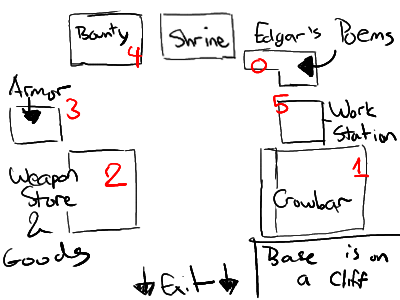 Bounty
4
Shrine
Edgar's
Poems
0
Armor
3
5
Work
Station
Weapon
Store
&
Goods
2
1
Crowbar
Exit
Base is on
a Cliff